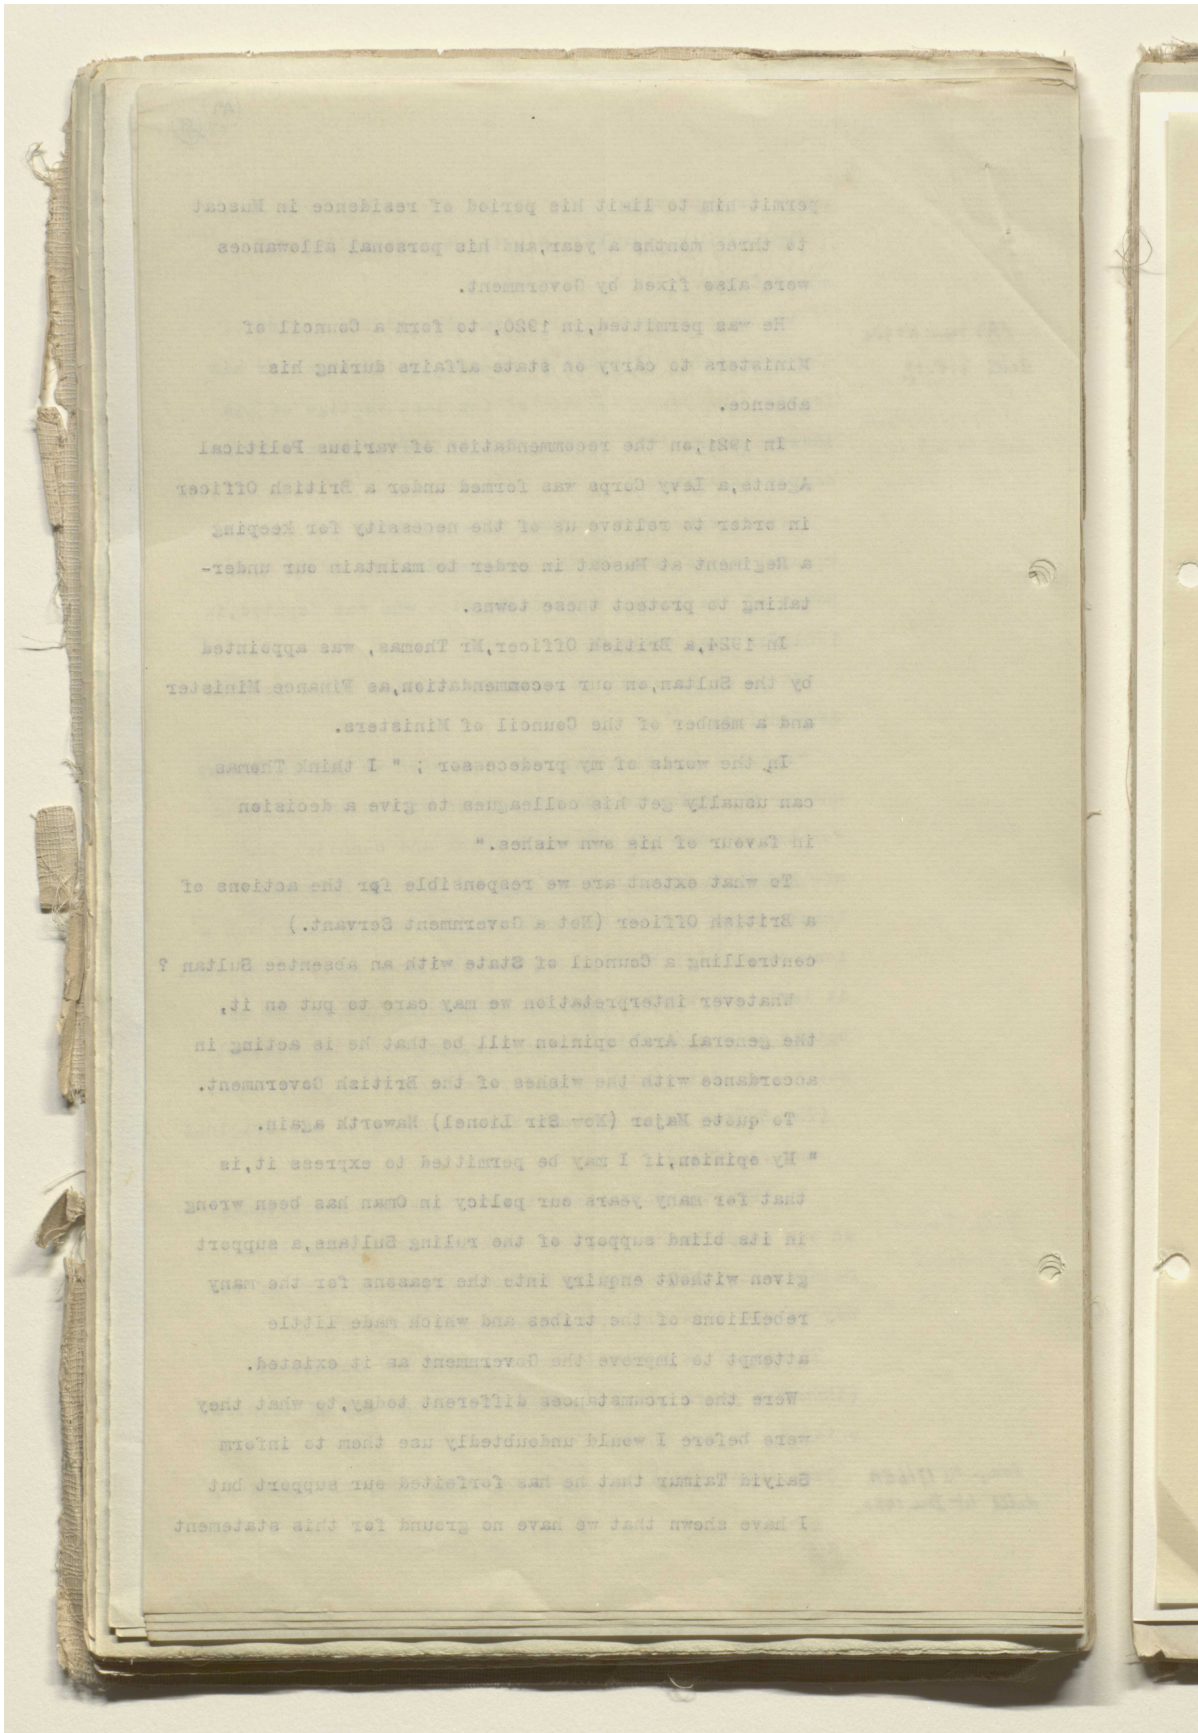 permit him to limit his period of residence in Muscat
to three months a year,and his personal allowances
were also fixed by Government.
He was permitted,in 1920, to form a Council of
Ministers to carry on state affairs during his
absence.
In 1921,on the recommendation of various Political
Agents,a Levy Corps was formed under a British Officer
in order to relieve us of the necessity for keeping
a Regiment at Muscat in order to maintain our under-
taking to protect these towns.
In 1924,a British Officer,Mr Thomas, was appointed
by the Sultan,on our recommendation,as Finance Minister
and a member of the Council of Ministers.
In the words of my predecessor ; " I think Thomas
can usually get his colleagues to give a decision
in favour of his own wishes."
To what extent are we responsible for the actions of
a British Officer (Not a Government Servant.)
controlling a Council of State with an absentee Sultan ?
Whatever interpretation we may care to put on it,
the general Arab opinion will be that he is acting in
accordance with the wishes of the British Government.
To quote Major (Now Sir Lionel) Haworth again.
" My opinion,if I may be permitted to express it,is
that for many years our policy in Oman has been wrong
in its blind support of the ruling Sultans,a support
given without enquiry into the reasons for the many
rebellions of the tribes and which made little
attempt to improve the Government as it existed.
Were the circumstances different today,to what they
were before I would undoubtedly use them to inform
Saiyid Taimur that he has forfeited our support but
I have shewn that we have no ground for this statement